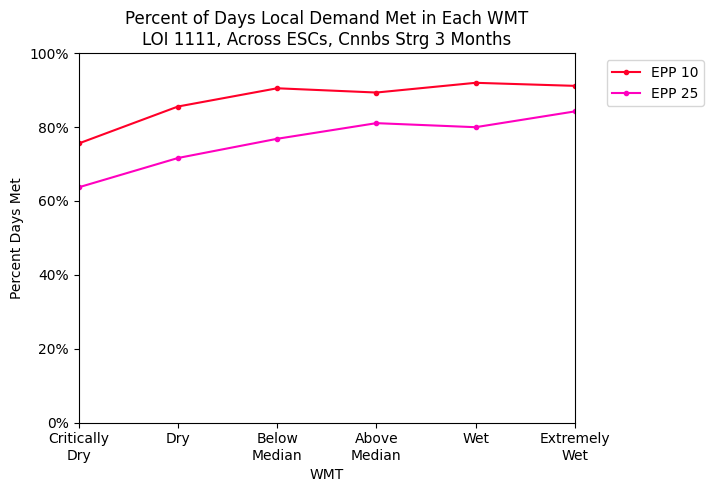 Percent of Days Local Demand Met in Each WMT
LOI 1111, Across ESCs, Cnnbs Strg 3 Months
EPP 10
EPP 25
Percent Days Met
100%
80%
60%
40%
20%
0%
Critically
Dry
Dry
Below
Median
Above
Median
Wet
Extremely
Wet
WMT